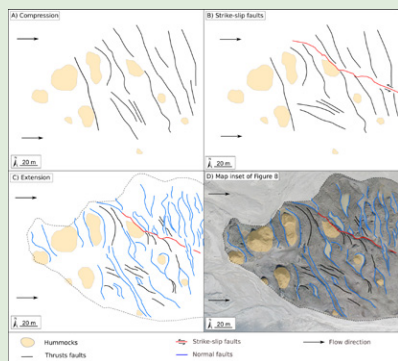 A) Compression
B) Strike-slip faults
20 m
20 m
C) Extension
D) Map inset of Figure 8
20 m
20 m
Hummocks
Strike-slip faults
Flow direction
Thrusts faults
Normal faults